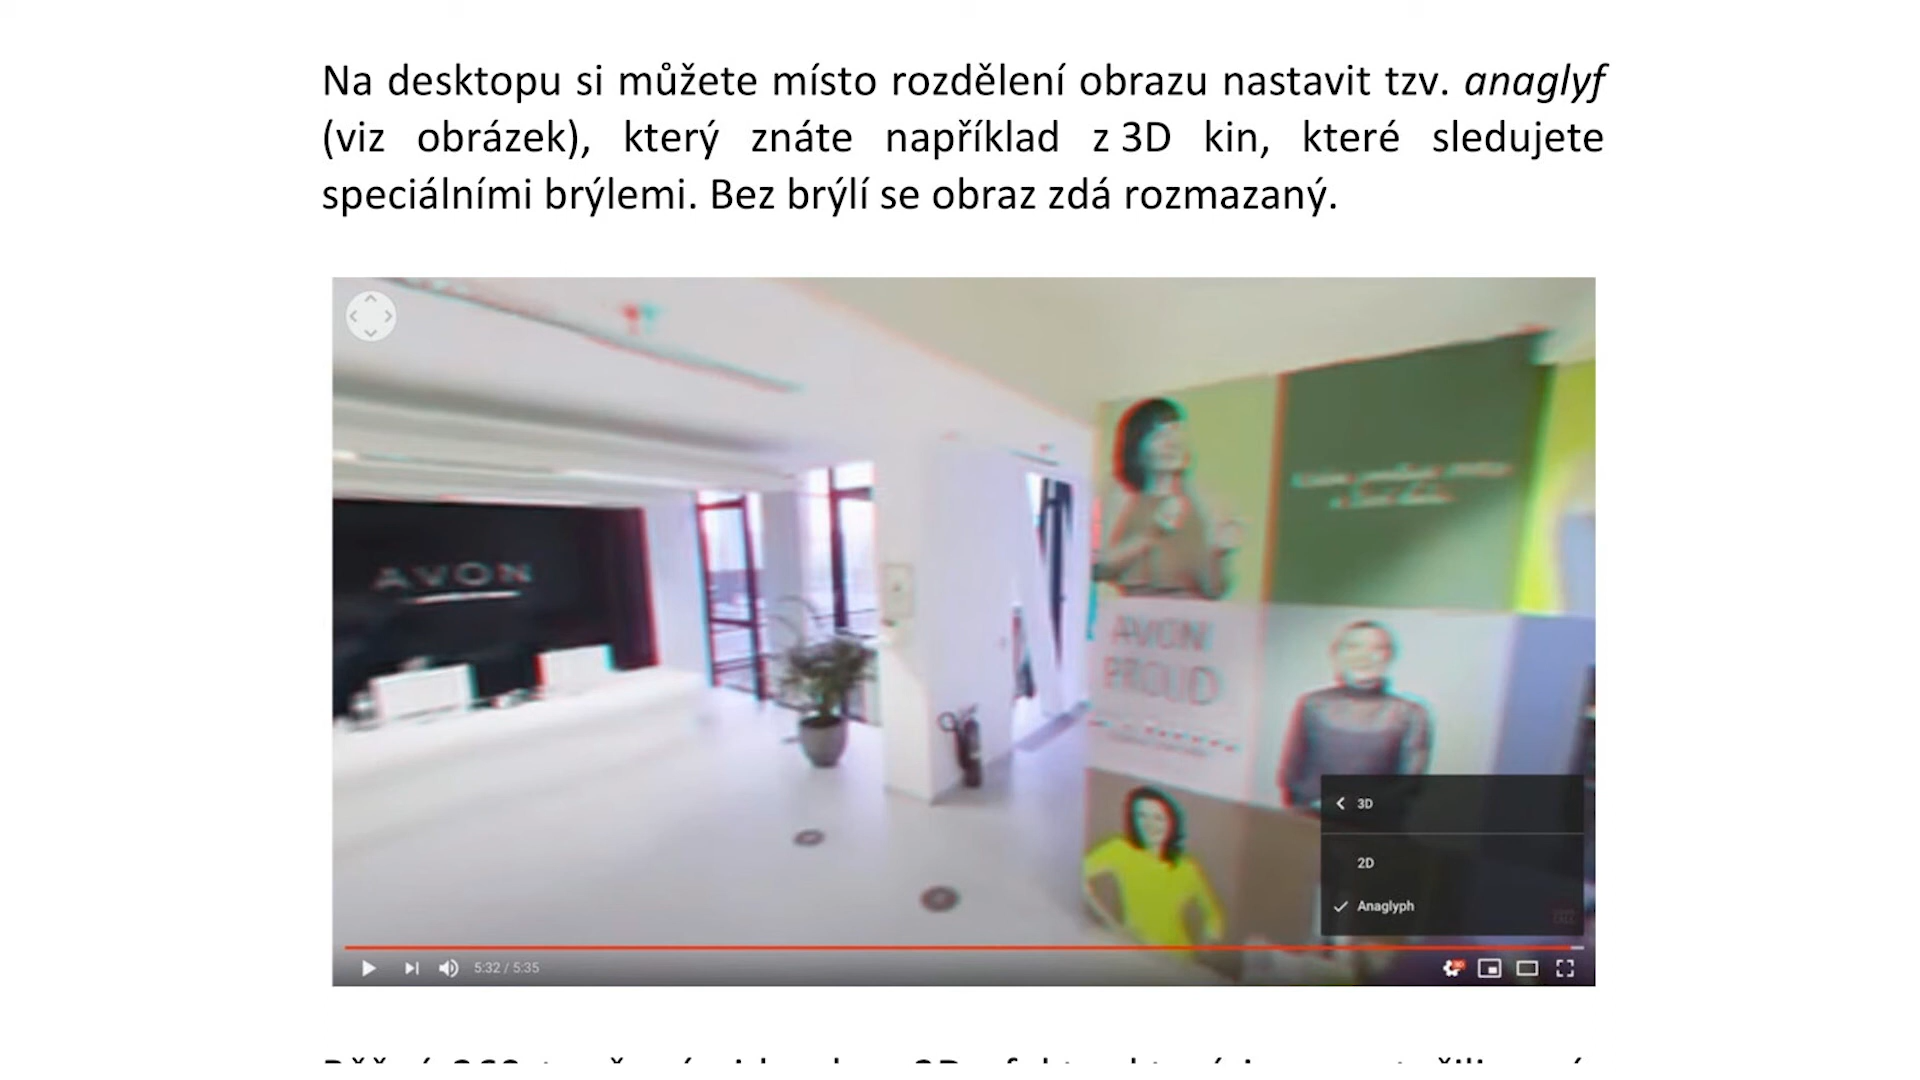 Na desktopu si můžete místo rozdělení obrazu nastavit tzv. anaglyf
(viz obrázek), který znáte například z 3D kin, které sledujete
speciálními brýlemi. Bez brýlí se obraz zdá rozmazaný.
AVON
AVON
PROUD
3D
2D
Anaglyph
5:32 / 5:35